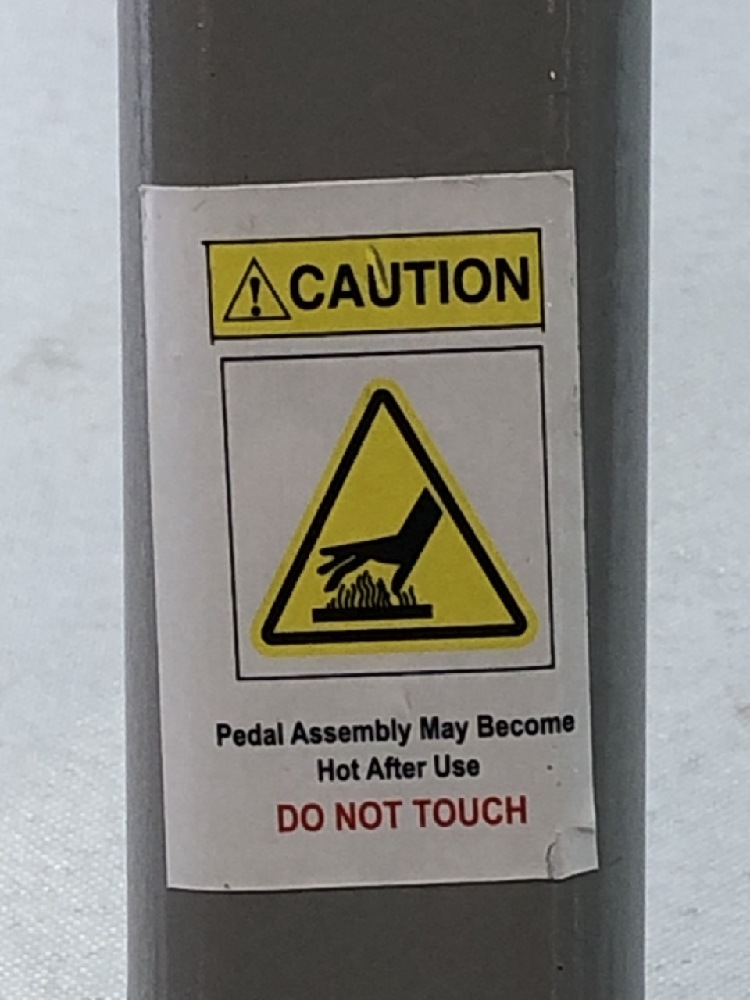 CAUTION
Pedal Assembly May Become
Hot After Use
DO NOT TOUCH